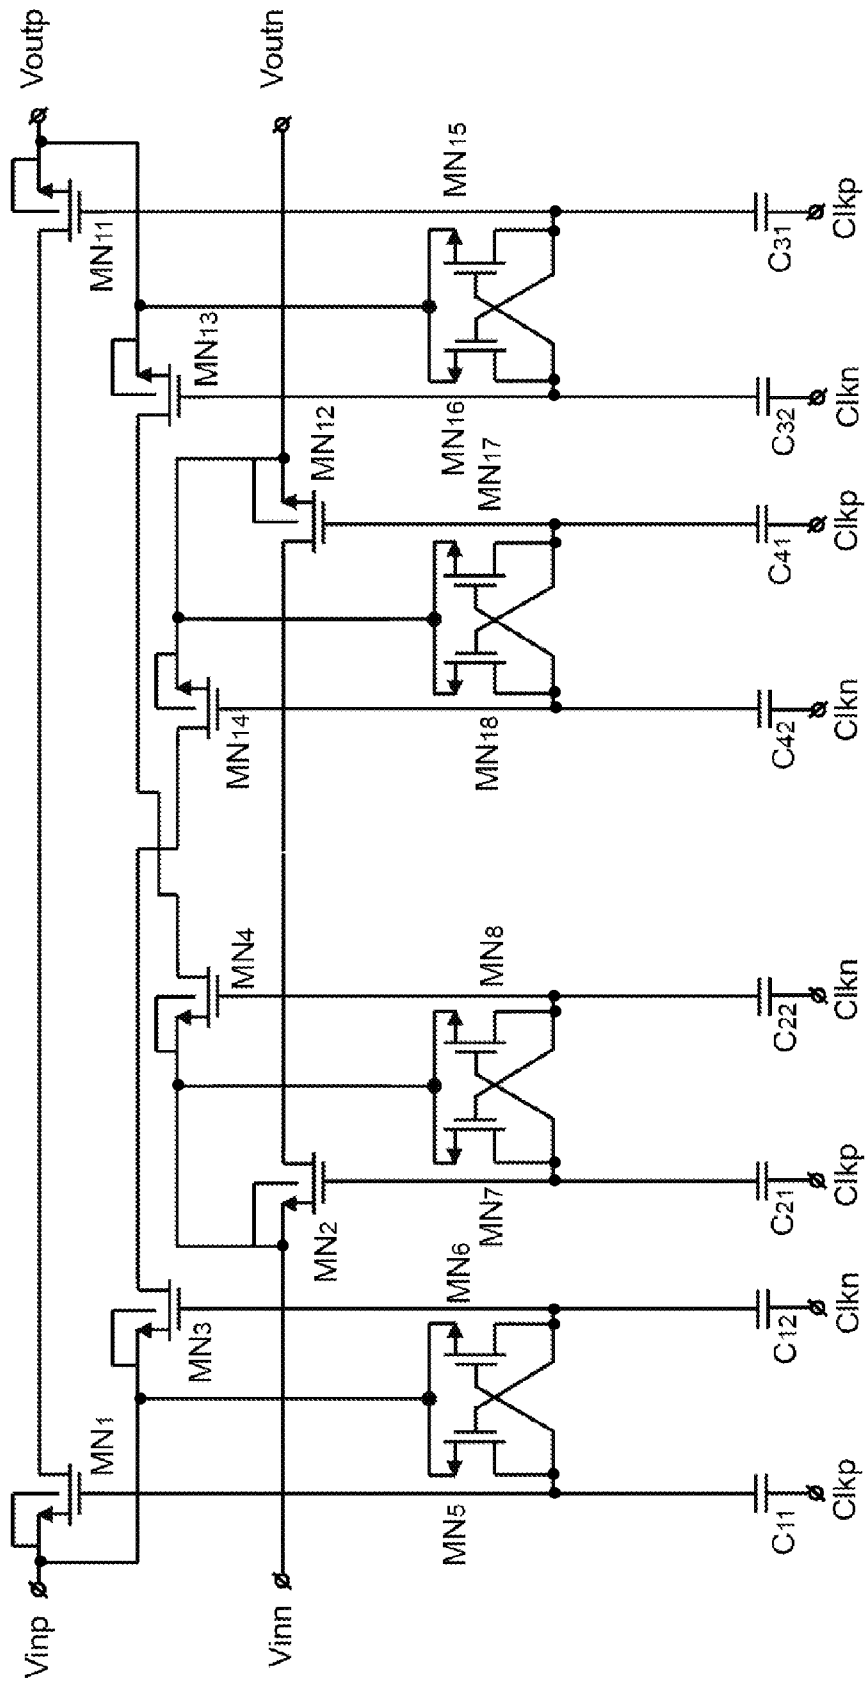 Vinp
Voutp
MN1
MN11
MN3
MN13
MN4
MN14
Vinn
Voutn
MN2
MN12
MN5
MN6
MN7
MN8
MN18
MN17
MN16
MN15
C11
C12
C21
C22
C42
C41
C32
C31
Clkp
Clkn
Clkp
Clkn
Clkn
Clkp
Clkn
Clkp